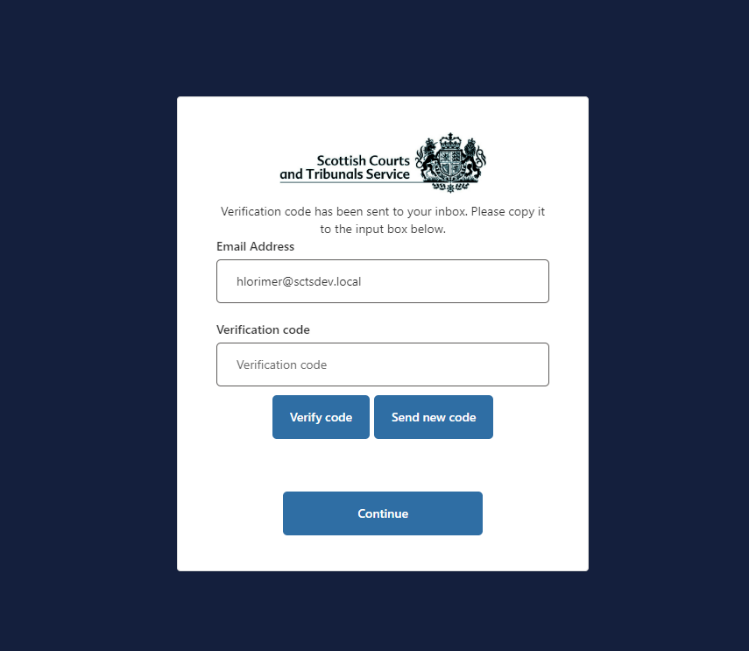 Scottish Courts
and Tribunals Service
Verification code has been sent to your inbox. Please copy it
to the input box below.
Email Address
hlorimer@sctsdev.local
Verification code
Verification code
Verify code
Send new code
Continue